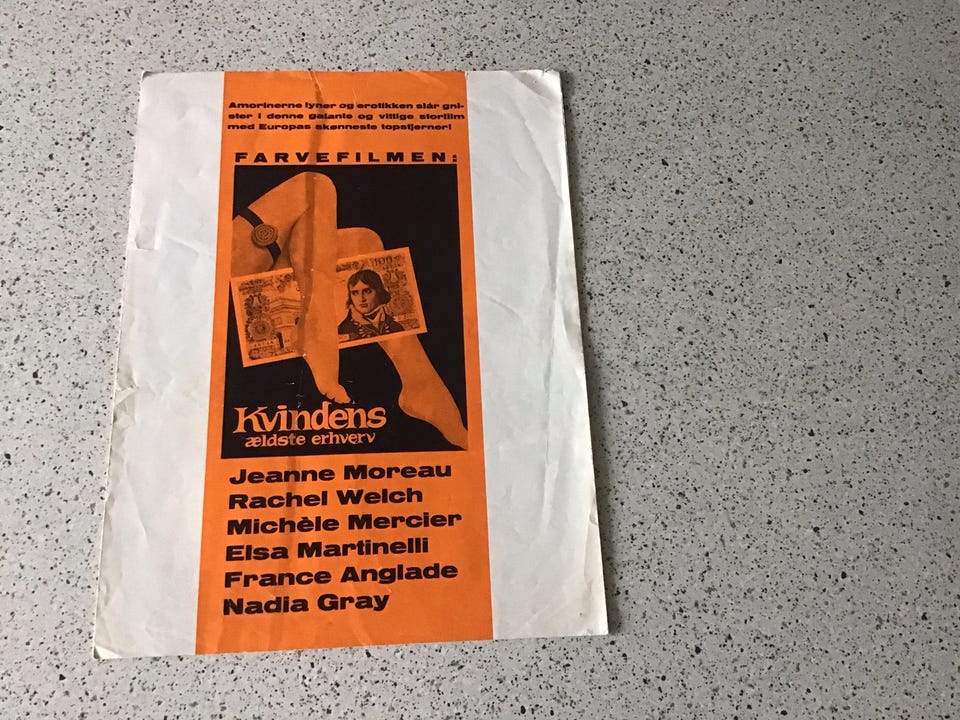 Amorinerne lyner og erotikken slår gni-
ster i denne galante og vittige storfilm
med Europas skønneste topstjerner!
FARVEFILMEN:
100
Kvindens
ældste erhverv
Jeanne Moreau
Rachel Welch
Michèle Mercier
Elsa Martinelli
France Anglade
Nadia Gray